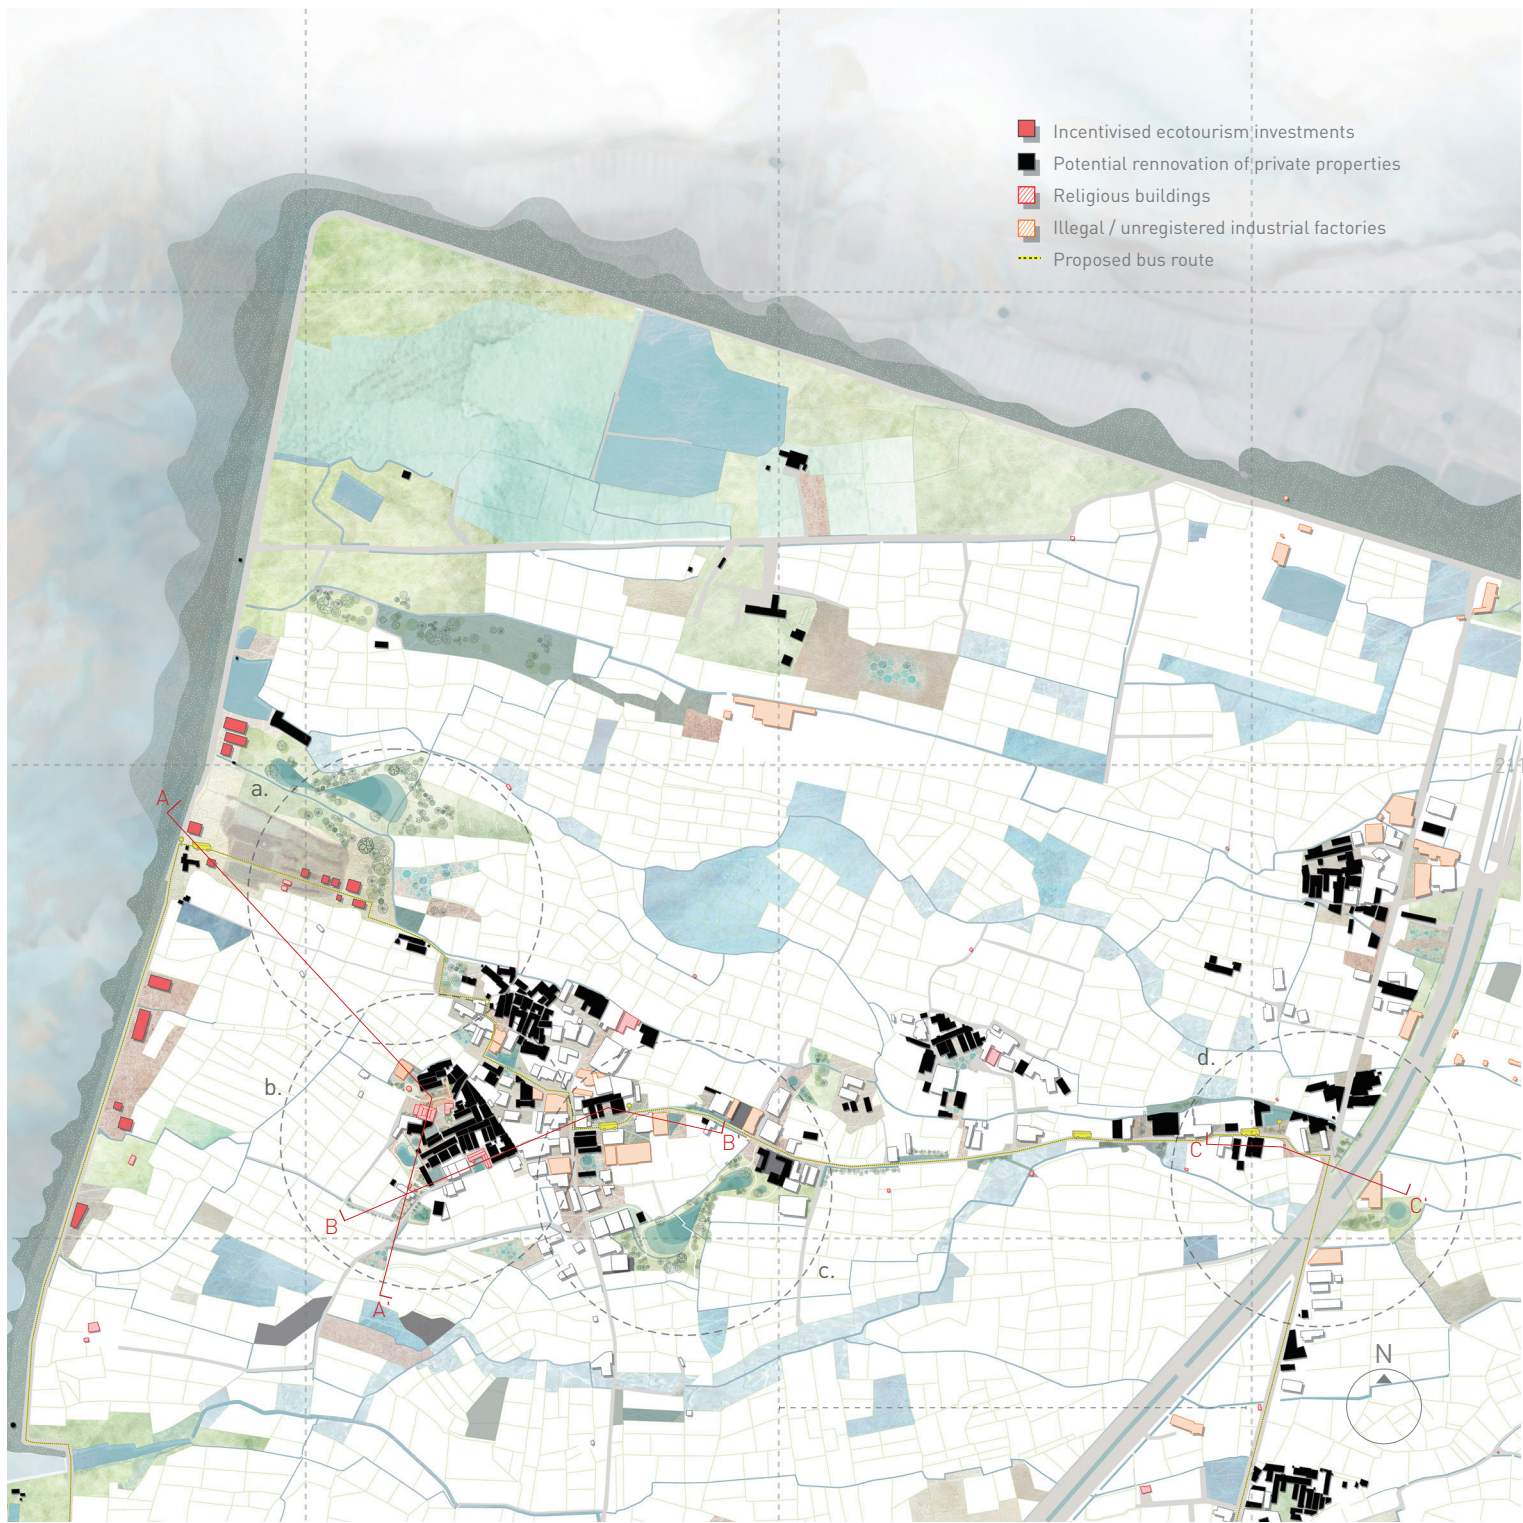 Incentivised ecotourism investments
Potential rennovation of private properties
Religious buildings
Illegal / unregistered industrial factories
Proposed bus route
a.
A
b.
d.
B'
C
C'
B
c.
A'
N